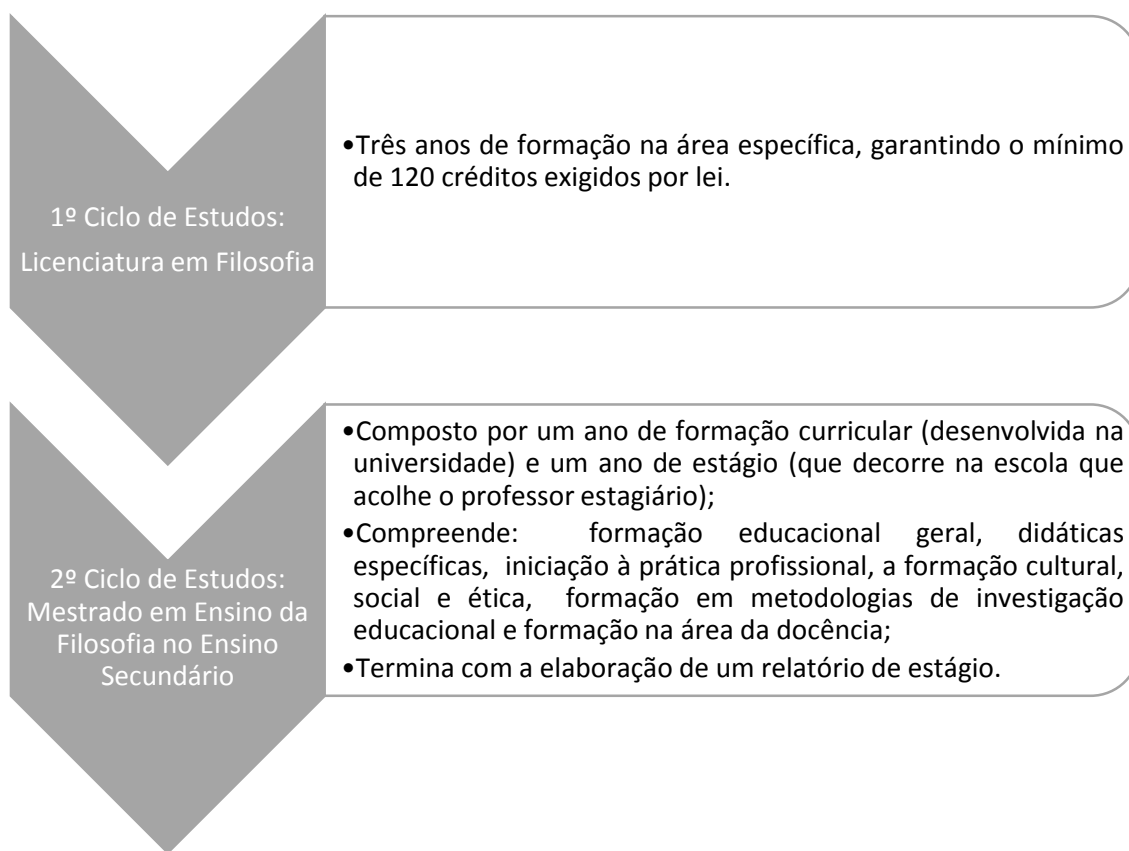 1º Ciclo de Estudos:
Licenciatura em Filosofia
•Três anos de formação na área específica, garantindo o mínimo
de 120 créditos exigidos por lei.
2º Ciclo de Estudos:
Mestrado em Ensino da
Filosofia no Ensino
Secundário
•Composto por um ano de formação curricular (desenvolvida na
universidade) e um ano de estágio (que decorre na escola que
acolhe o professor estagiário);
•Compreende: formação educacional geral, didáticas
específicas, iniciação à prática profissional, a formação cultural,
social e ética, formação em metodologias de investigação
educacional e formação na área da docência;
•Termina com a elaboração de um relatório de estágio.